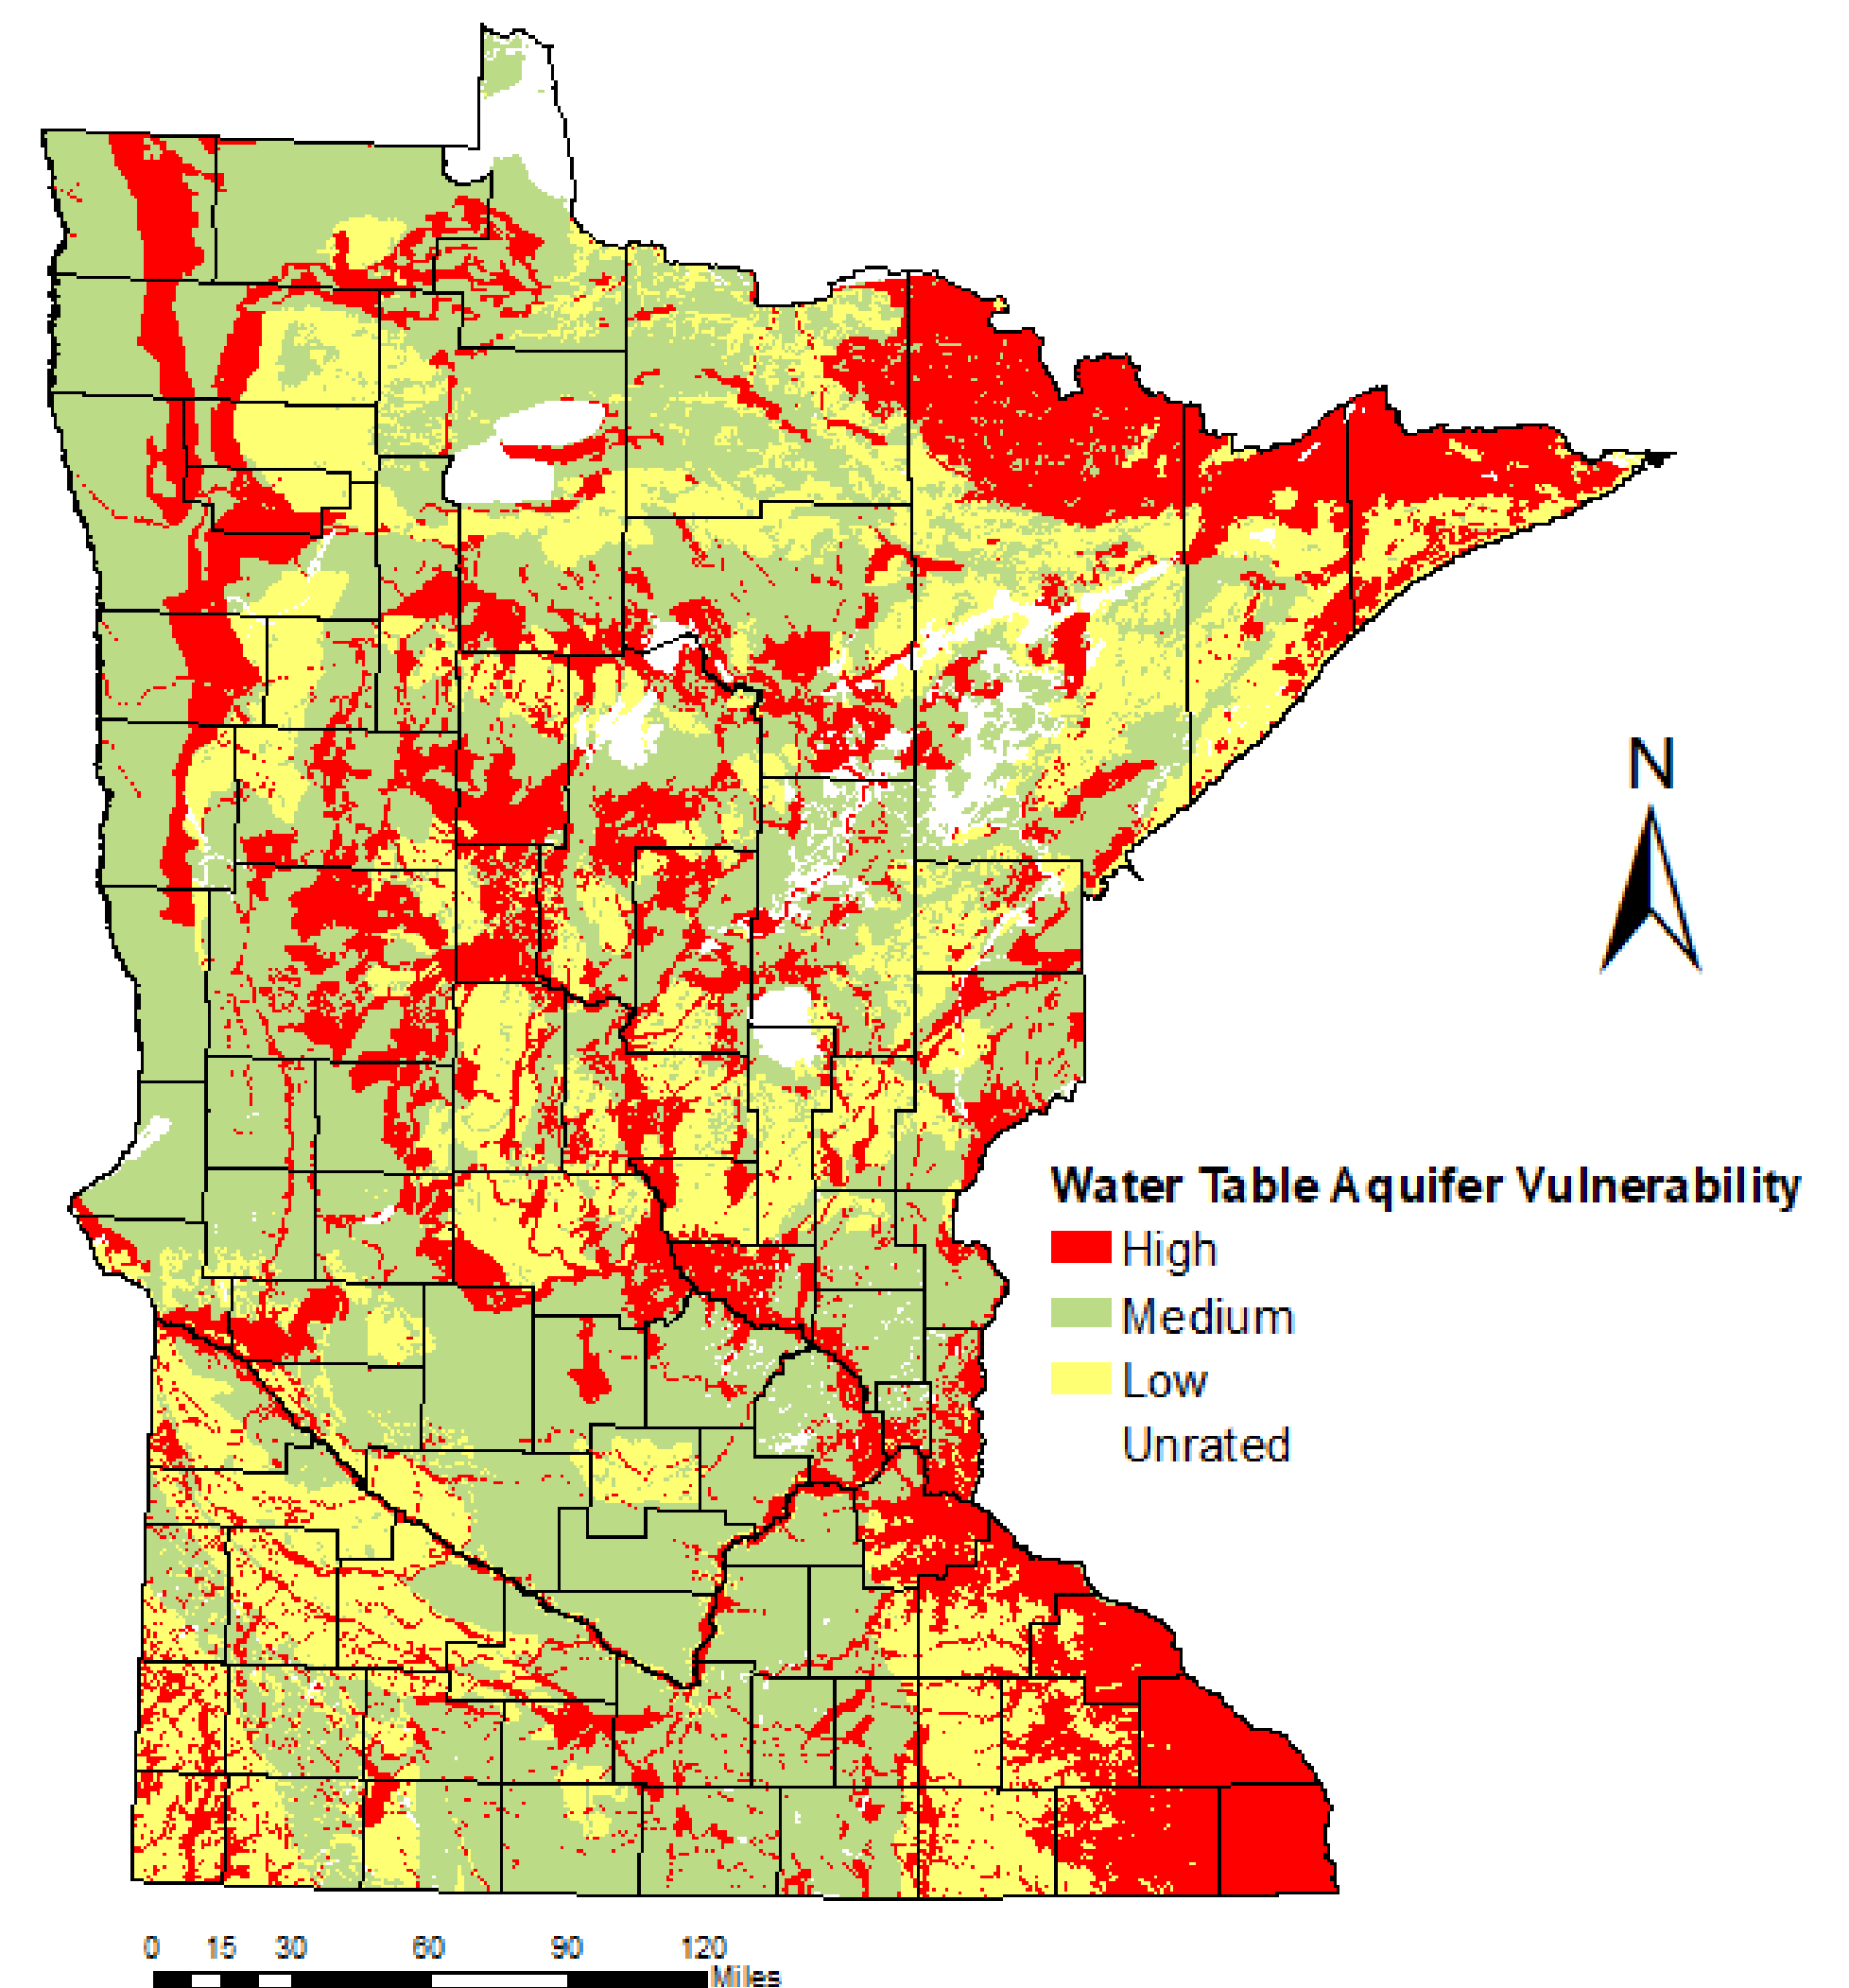 N
Water Table Aquifer Vulnerability
High
Medium
Low
Unrated
0 15 30 60 90 120
Miles